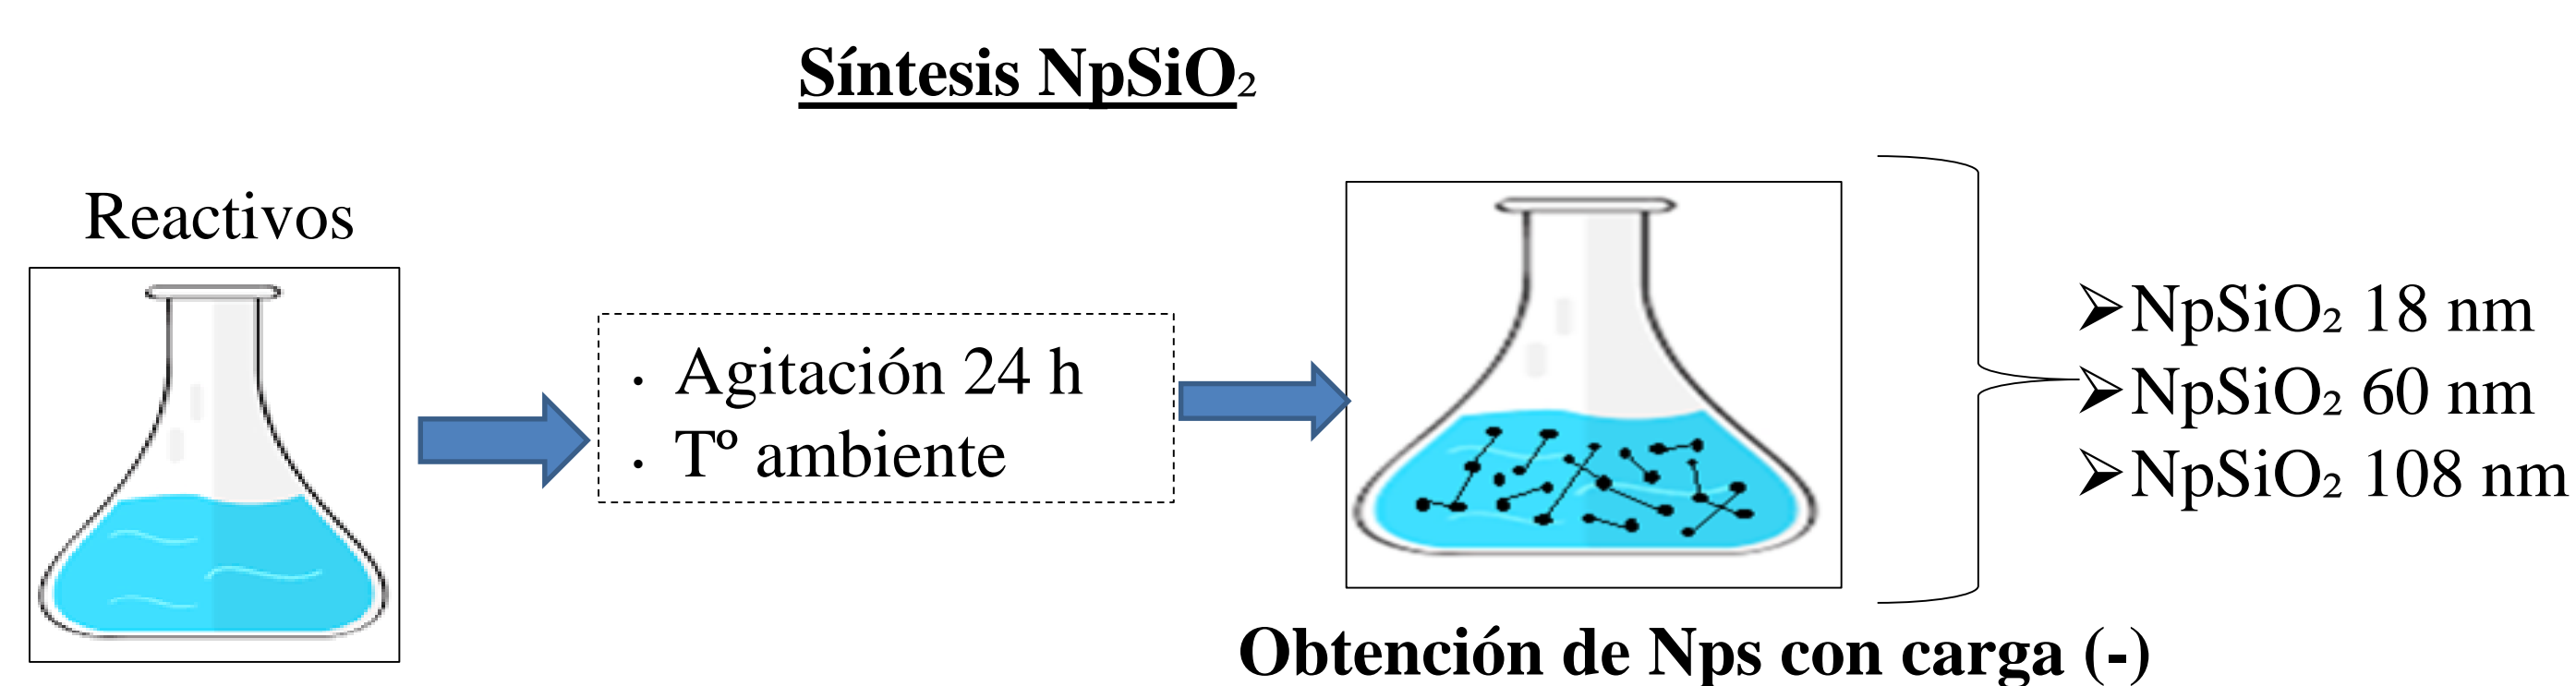 Síntesis NpSiO₂
Reactivos
· Agitación 24 h
· Tº ambiente
➢NpSiO₂ 18 nm
➢NpSiO₂ 60 nm
➢NpSiO₂ 108 nm
Obtención de Nps con carga (-)